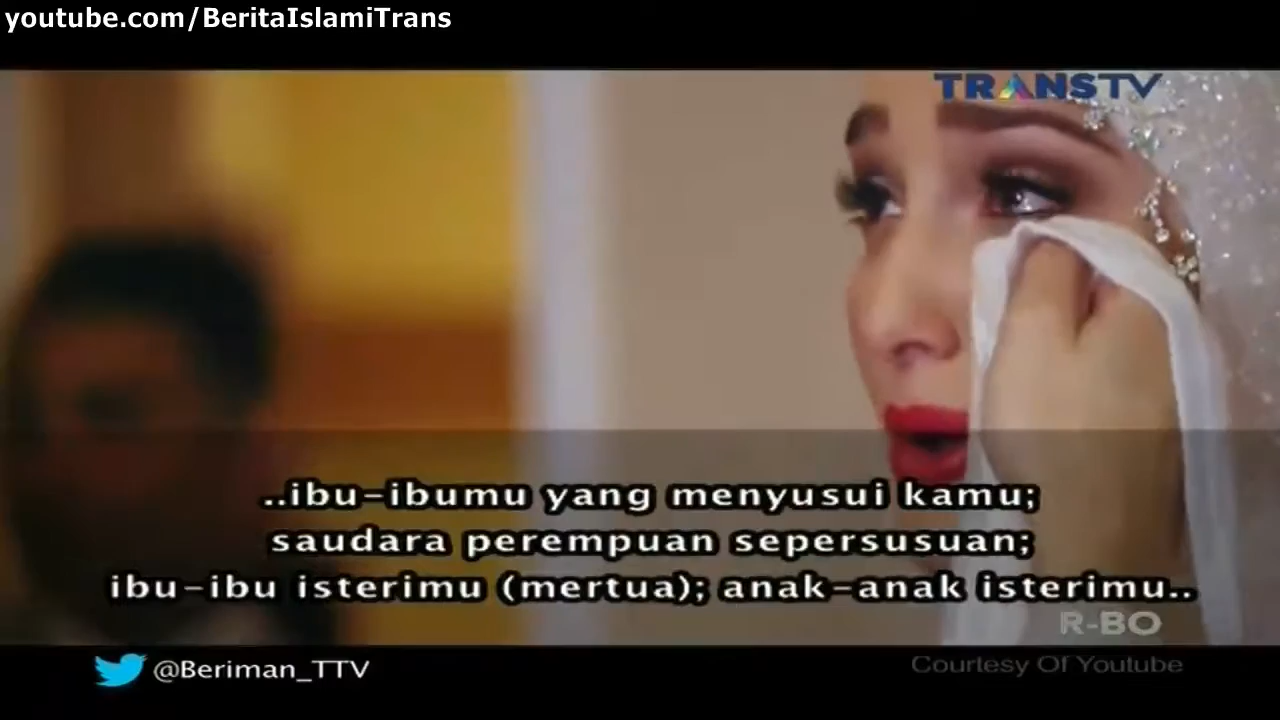 youtube.com/BeritaIslamiTrans
TRANSTV
..ibu-ibumu yang menyusui kamu;
saudara perempuan sepersusuan;
ibu-ibu isterimu (mertua); anak-anak isterimu..
R-BO
@Beriman_TTV
Courtesy Of Youtube